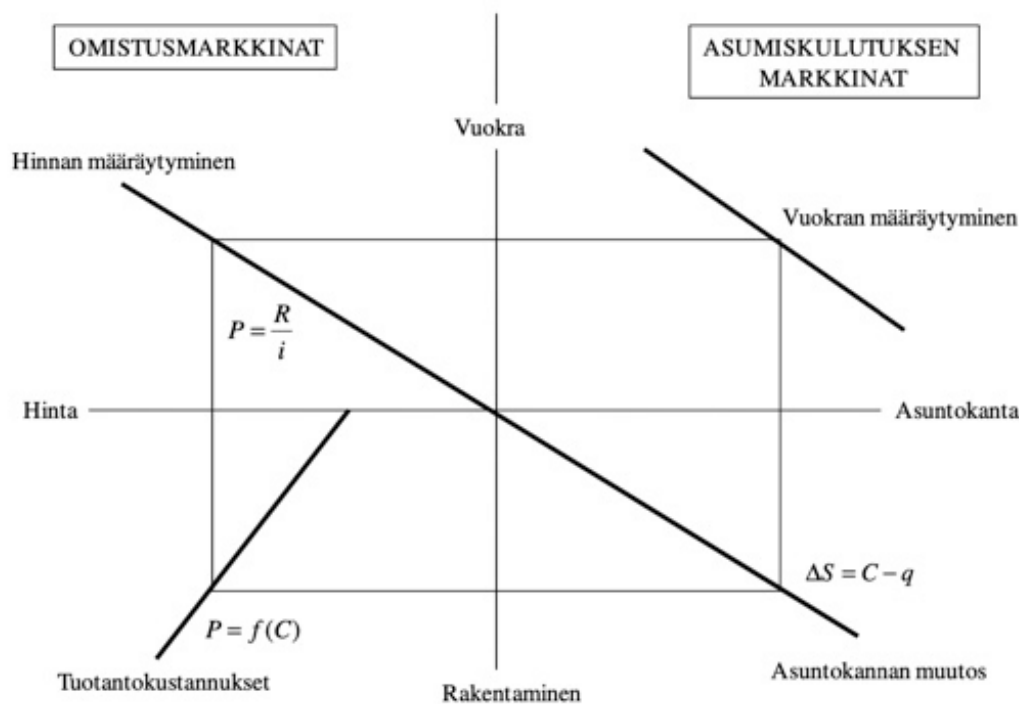 OMISTUSMARKKINAT
ASUMISKULUTUKSEN
MARKKINAT
Vuokra
Hinnan määräytyminen
Vuokran määräytyminen
P = R/i
Hinta
Asuntokanta
ΔS = C − q
P = f(C)
Tuotantokustannukset
Rakentaminen
Asuntokannan muutos